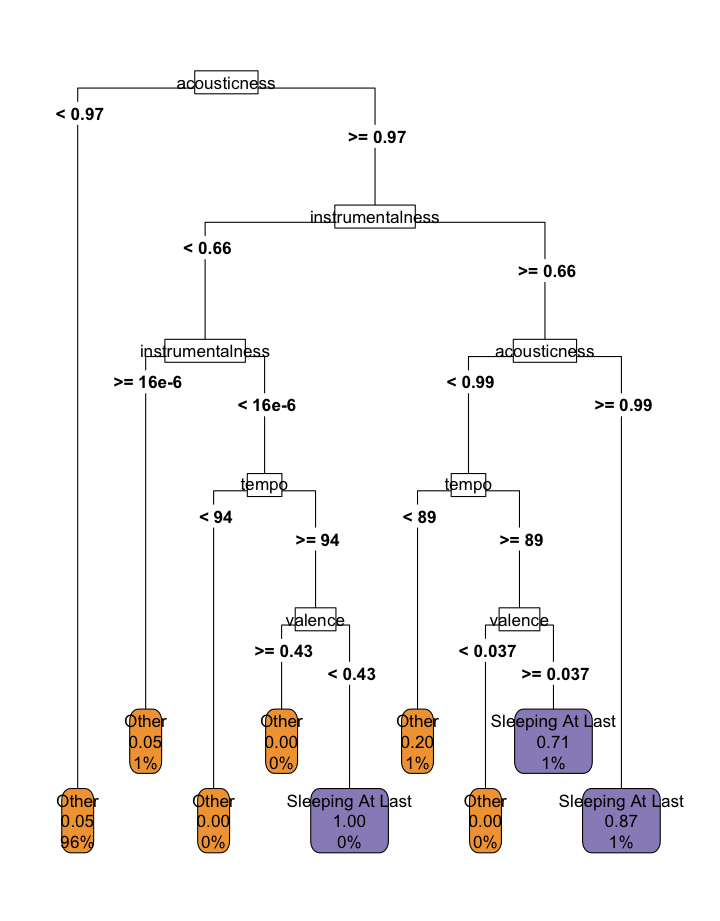 acousticness
< 0.97
>= 0.97
instrumentalness
< 0.66
>= 0.66
instrumentalness
acousticness
>= 16e-6
< 0.99
< 16e-6
>= 0.99
tempo
tempo
< 94
< 89
>= 94
>= 89
valence
valence
>= 0.43
< 0.037
< 0.43
>= 0.037
Other
0.05
1%
Other
0.00
0%
Other
0.20
1%
Sleeping At Last
0.71
1%
Other
0.05
96%
Other
0.00
0%
Sleeping At Last
1.00
0%
Other
0.00
0%
Sleeping At Last
0.87
1%